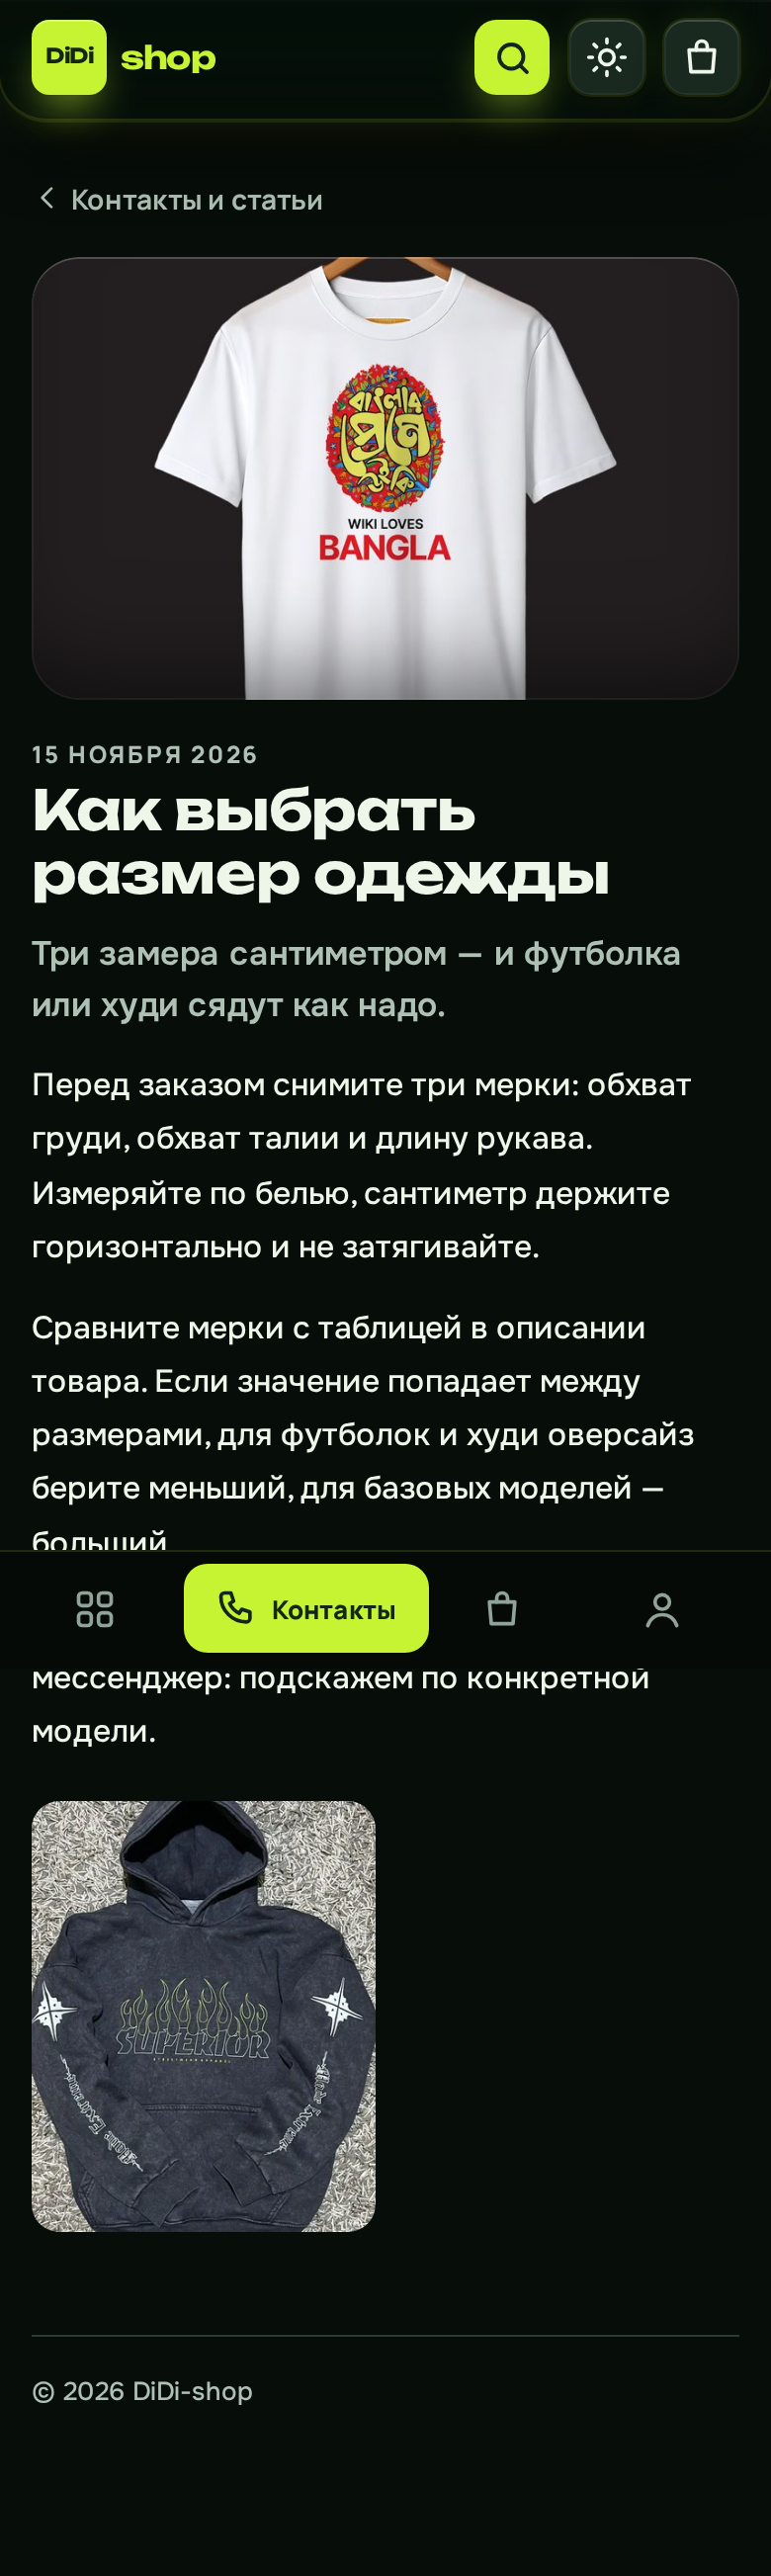 DiDi shop
Контакты и статьи
বাংলার
প্রেমে
উইকি
WIKI LOVES
BANGLA
15 НОЯБРЯ 2026
Как выбрать
размер одежды
Три замера сантиметром — и футболка
или худи сядут как надо.
Перед заказом снимите три мерки: обхват
груди, обхват талии и длину рукава.
Измеряйте по белью, сантиметр держите
горизонтально и не затягивайте.
Сравните мерки с таблицей в описании
товара. Если значение попадает между
размерами, для футболок и худи оверсайз
берите меньший, для базовых моделей —
больший
Контакты
мессенджер: подскажем по конкретной
модели.
SUPERIOR
© 2026 DiDi-shop